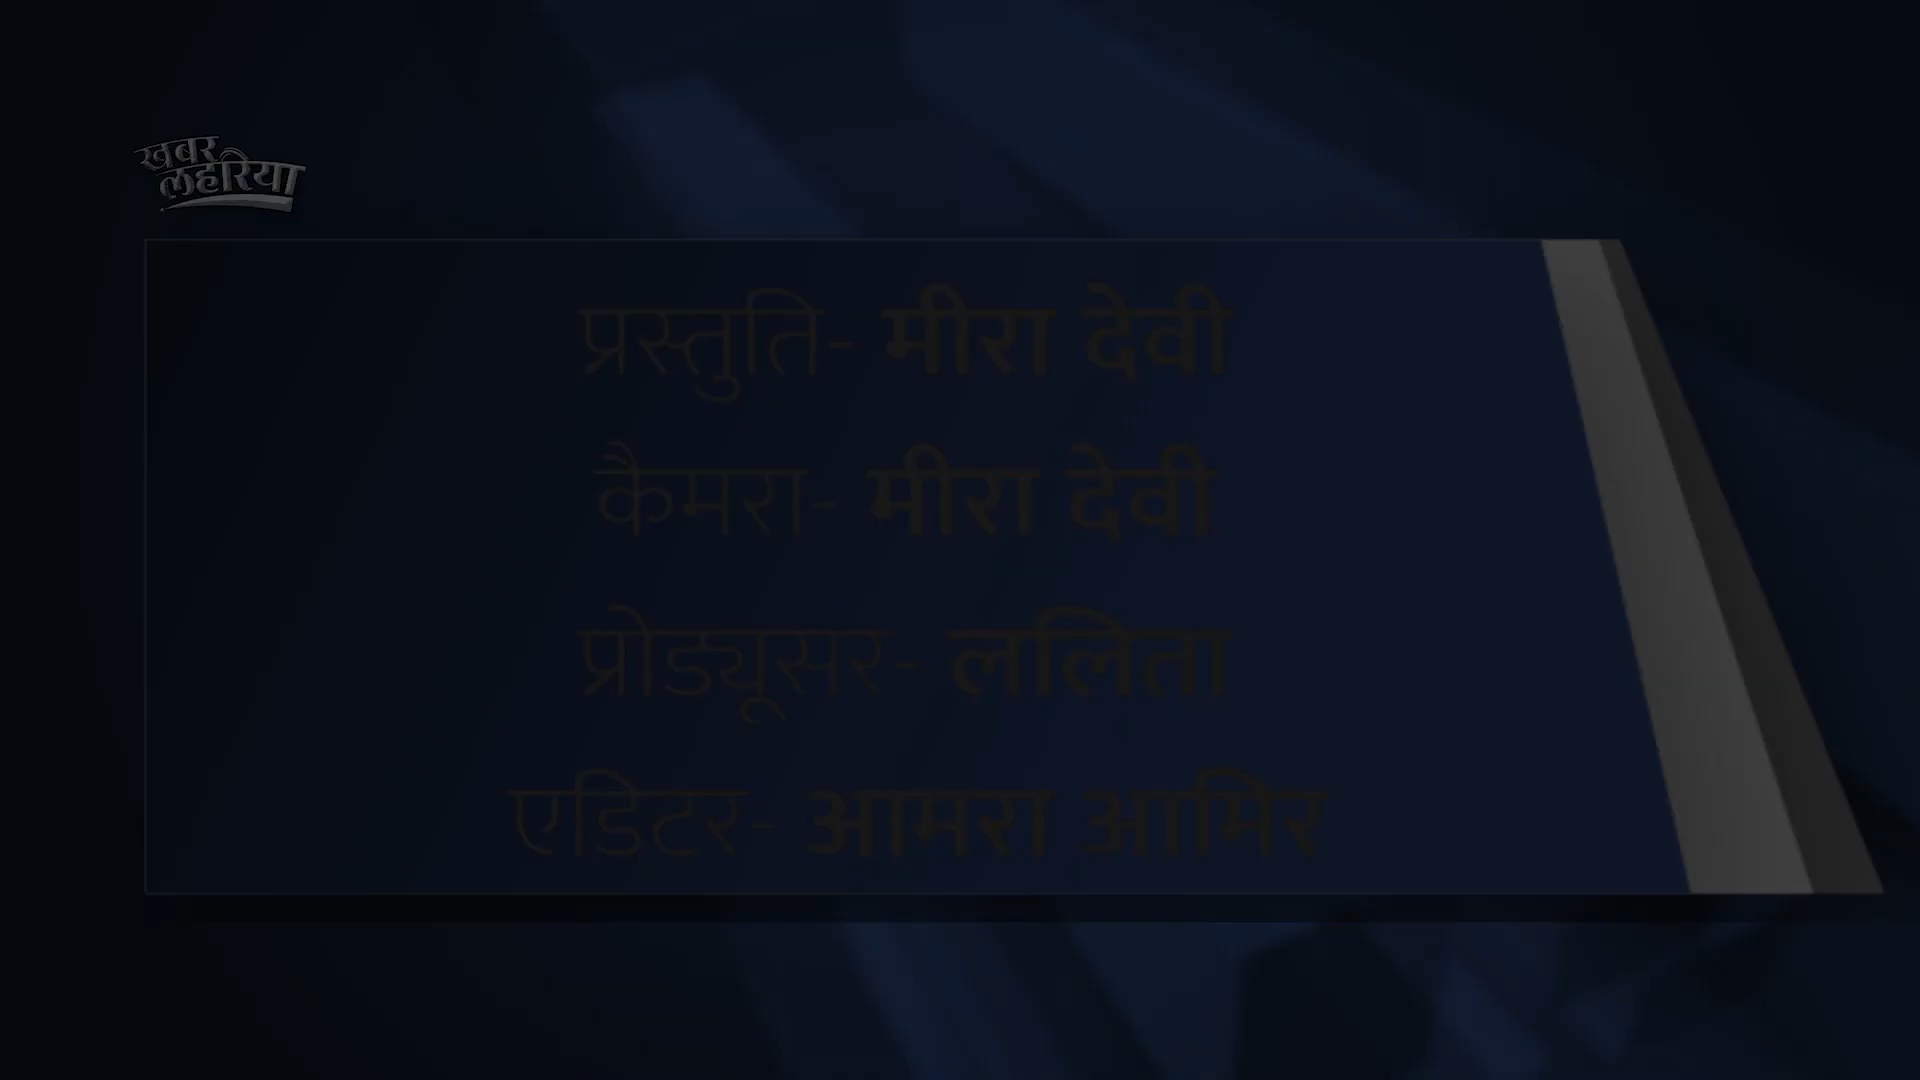 खबर
लहरिया
प्रस्तुति- मीरा देवी
कैमरा- मीरा देवी
प्रोड्यूसर- ललिता
एडिटर- आमरा आमिर